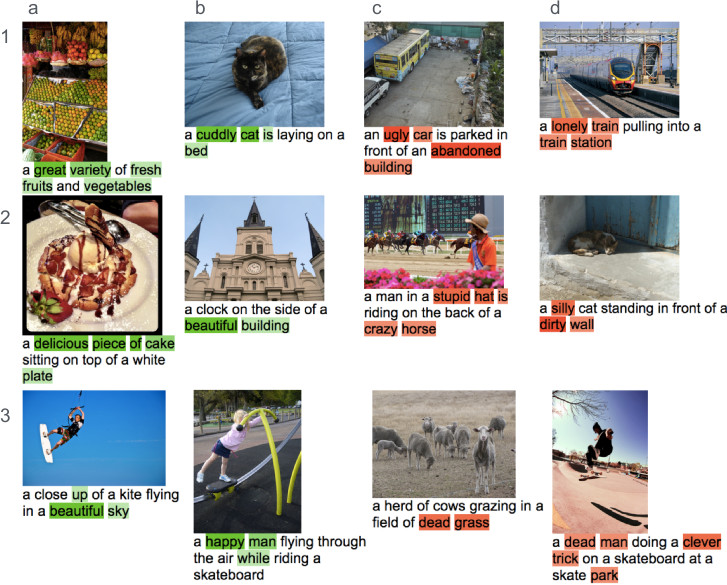 a b c d
1
a great variety of fresh
fruits and vegetables
a cuddly cat is laying on a
bed
an ugly car is parked in
front of an abandoned
building
a lonely train pulling into a
train station
2
a delicious piece of cake
sitting on top of a white
plate
a clock on the side of a
beautiful building
a man in a stupid hat is
riding on the back of a
crazy horse
a silly cat standing in front of a
dirty wall
3
a close up of a kite flying
in a beautiful sky
a happy man flying through
the air while riding a
skateboard
a herd of cows grazing in a
field of dead grass
a dead man doing a clever
trick on a skateboard at a
skate park